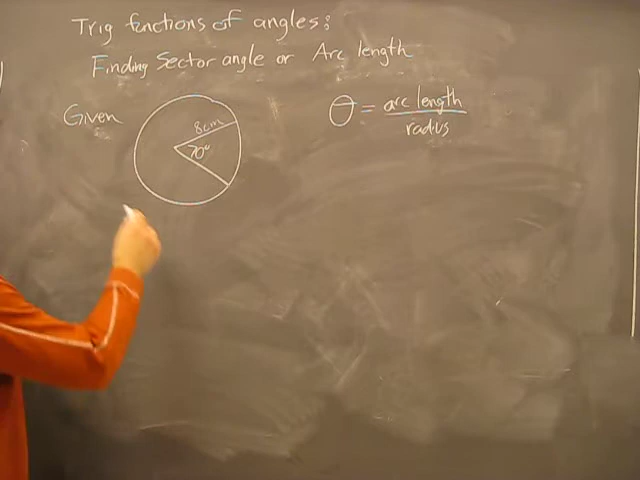 Trig functions of angles:
Finding Sector angle or Arc length
Given
8cm
70°
θ = arc length
radius